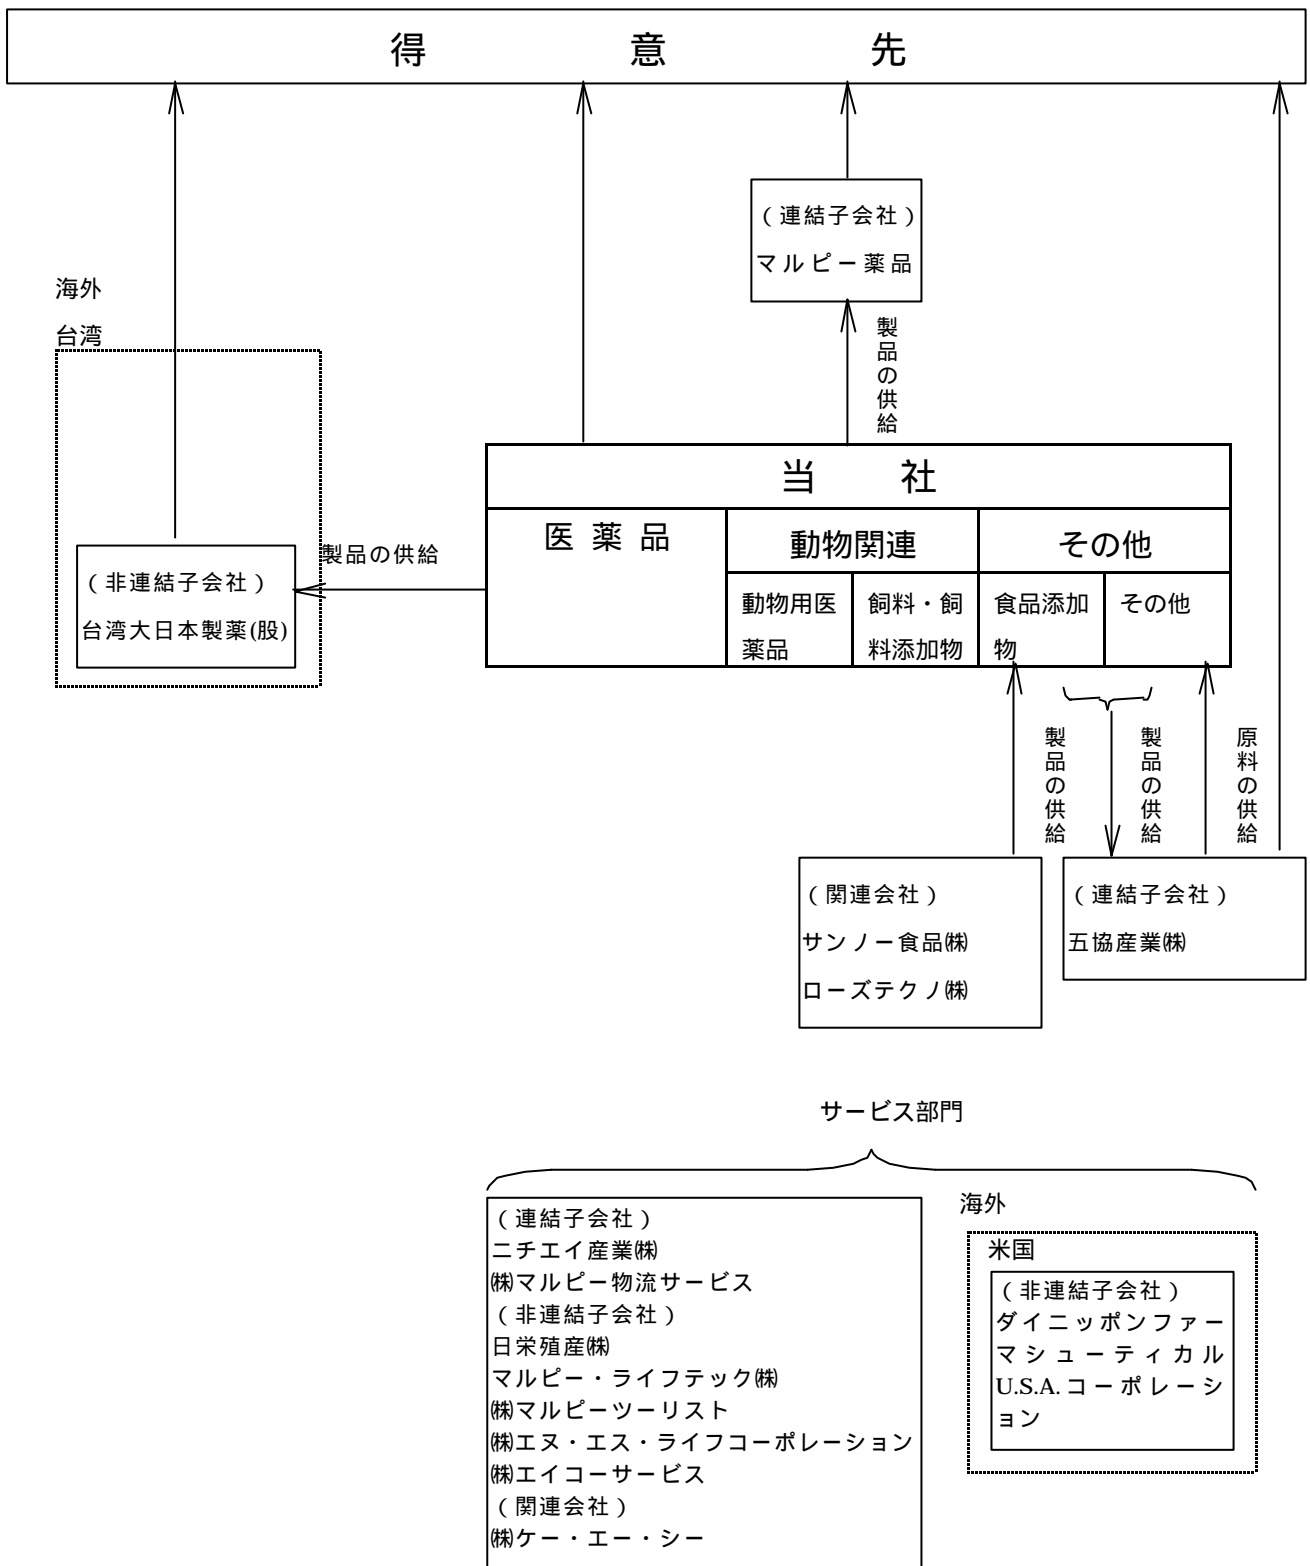 得意先
（連結子会社）
マルピー薬品
海外
台湾
製品の供給
当社
医薬品
動物関連
その他
動物用医
薬品
飼料・飼
料添加物
食品添加
物
その他
製品の供給
（非連結子会社）
台湾大日本製薬(股)
製品の供給
製品の供給
原料の供給
（関連会社）
サンノー食品㈱
ローズテクノ㈱
（連結子会社）
五協産業㈱
サービス部門
（連結子会社）
ニチエイ産業㈱
㈱マルピー物流サービス
（非連結子会社）
日栄殖産㈱
マルピー・ライフテック㈱
㈱マルピーツーリスト
㈱エヌ・エス・ライフコーポレーション
㈱エイコーサービス
（関連会社）
㈱ケー・エー・シー
海外
米国
（非連結子会社）
ダイニッポンファー
マシューティカル
U.S.A.コーポレーシ
ョン